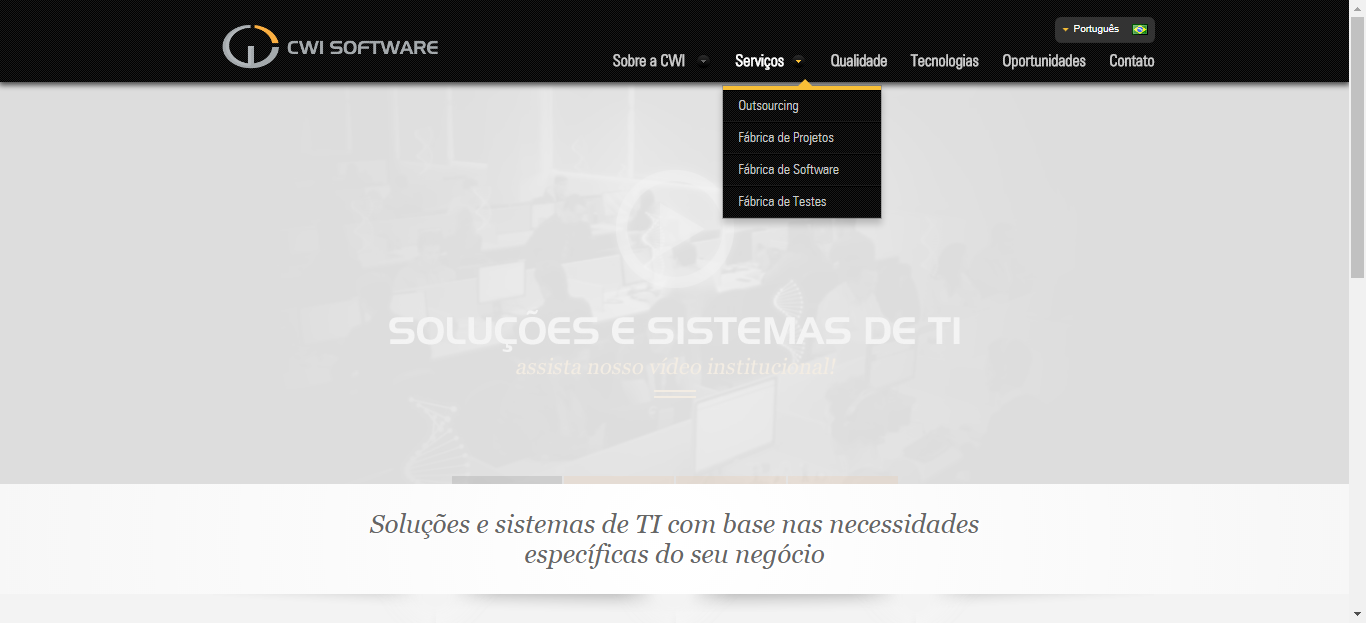 Português
CWI SOFTWARE
Sobre a CWI
Serviços
Qualidade
Tecnologias
Oportunidades
Contato
Outsourcing
Fábrica de Projetos
Fábrica de Software
Fábrica de Testes
SOLUÇÕES E SISTEMAS DE TI
assista nosso vídeo institucional!
Soluções e sistemas de TI com base nas necessidades
específicas do seu negócio